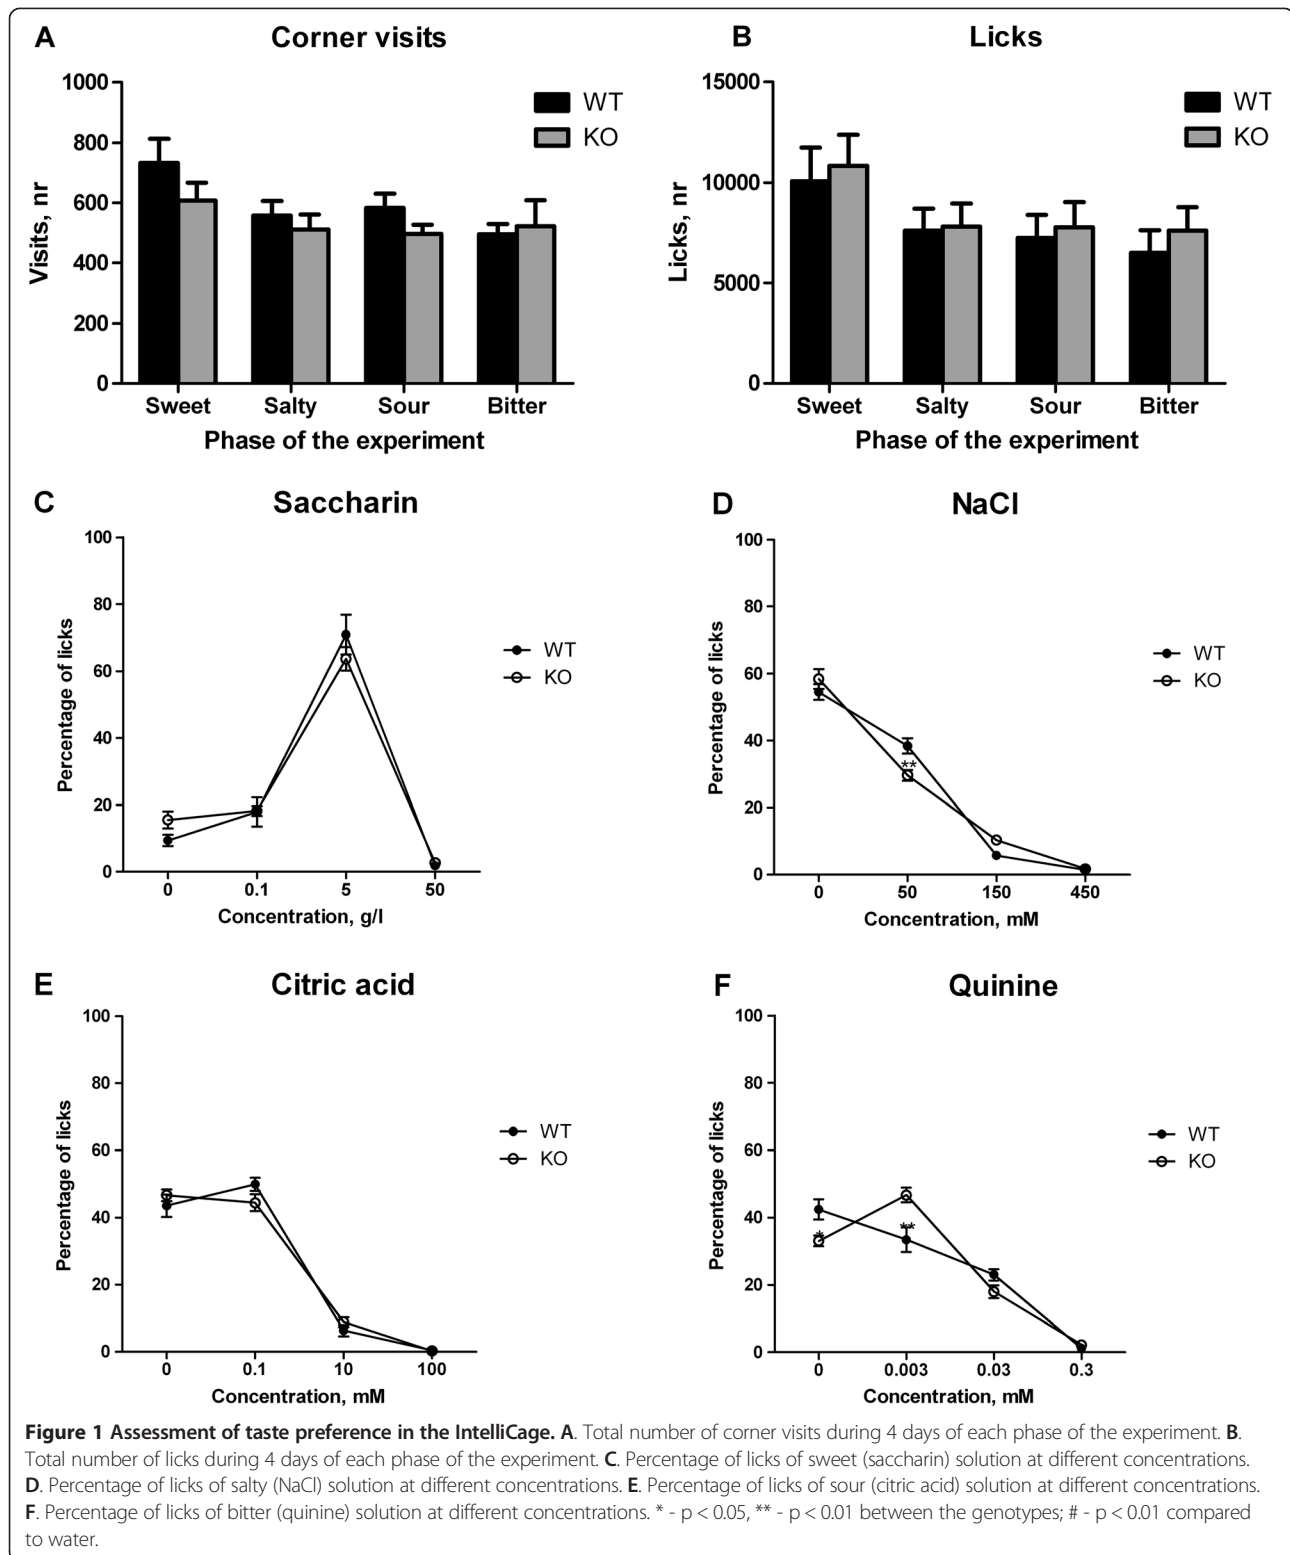 A
Corner visits
1000
800
600
400
200
0
Visits, nr
WT
KO
Sweet Salty Sour Bitter
Phase of the experiment
B
Licks
15000
10000
5000
0
Licks, nr
WT
KO
Sweet Salty Sour Bitter
Phase of the experiment
C
Saccharin
100
80
60
40
20
0
Percentage of licks
WT
KO
0 0.1 5 50
Concentration, g/l
D
NaCl
100
80
60
40
20
0
Percentage of licks
**
WT
KO
0 50 150 450
Concentration, mM
E
Citric acid
100
80
60
40
20
0
Percentage of licks
WT
KO
0 0.1 10 100
Concentration, mM
F
Quinine
100
80
60
40
20
0
Percentage of licks
*
**
WT
KO
0 0.003 0.03 0.3
Concentration, mM
Figure 1 Assessment of taste preference in the IntelliCage. A. Total number of corner visits during 4 days of each phase of the experiment. B.
Total number of licks during 4 days of each phase of the experiment. C. Percentage of licks of sweet (saccharin) solution at different concentrations.
D. Percentage of licks of salty (NaCl) solution at different concentrations. E. Percentage of licks of sour (citric acid) solution at different concentrations.
F. Percentage of licks of bitter (quinine) solution at different concentrations. * - p < 0.05, ** - p < 0.01 between the genotypes; # - p < 0.01 compared
to water.